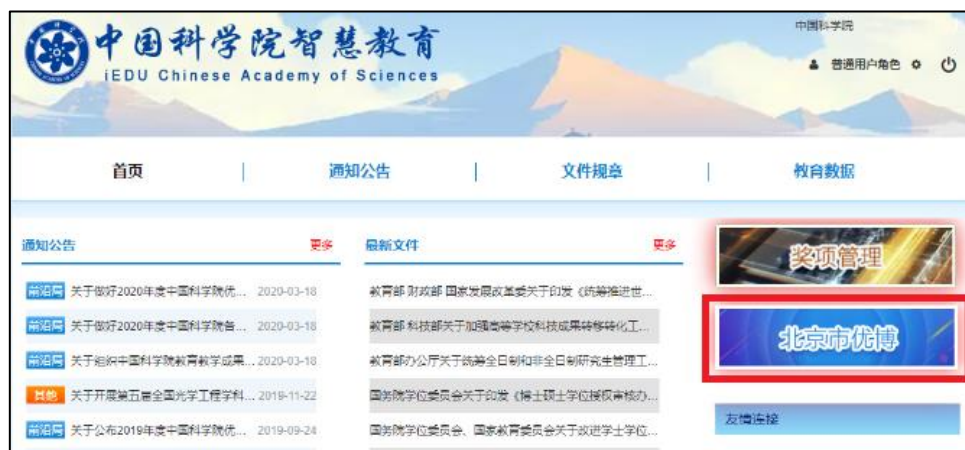 中国科学院智慧教育
iEDU Chinese Academy of Sciences
中国科学院
普通用户角色
首页
通知公告
文件规章
教育数据
通知公告 更多
前沿局 关于做好2020年度中国科学院优... 2020-03-18
前沿局 关于做好2020年度中国科学院各... 2020-03-18
前沿局 关于组织中国科学院教育教学成果... 2020-03-18
其他 关于开展第五届全国光学工程学科... 2019-11-22
前沿局 关于公布2019年度中国科学院优... 2019-09-24
最新文件 更多
教育部 财政部 国家发展改革委关于印发《统筹推进世...
教育部 科技部关于加强高等学校科技成果转移转化工...
教育部办公厅关于统筹全日制和非全日制研究生管理工...
国务院学位委员会关于印发《博士硕士学位授权审核办...
国务院学位委员会、国家教育委员会关于改进学士学位...
奖项管理
北京市优博
友情连接